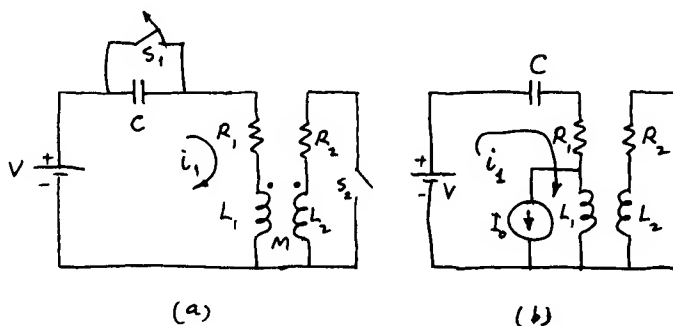 S₁
C
V + -
R₁ R₂
i₁
S₂
L₁ M L₂
(a)
C
R₁ R₂
+ - V
i₁
I₀
L₁ L₂
(b)